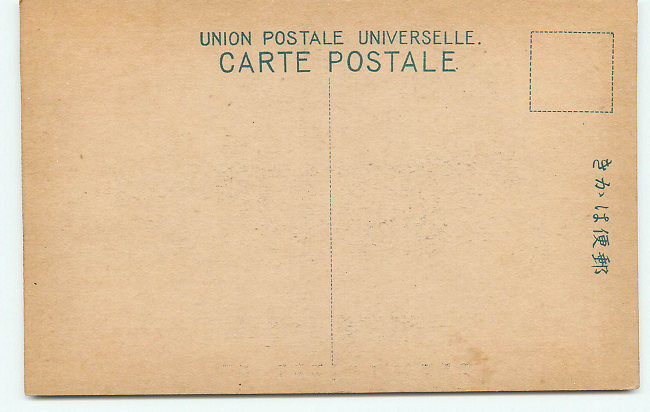 UNION POSTALE UNIVERSELLE.
CARTE POSTALE
郵便はかき